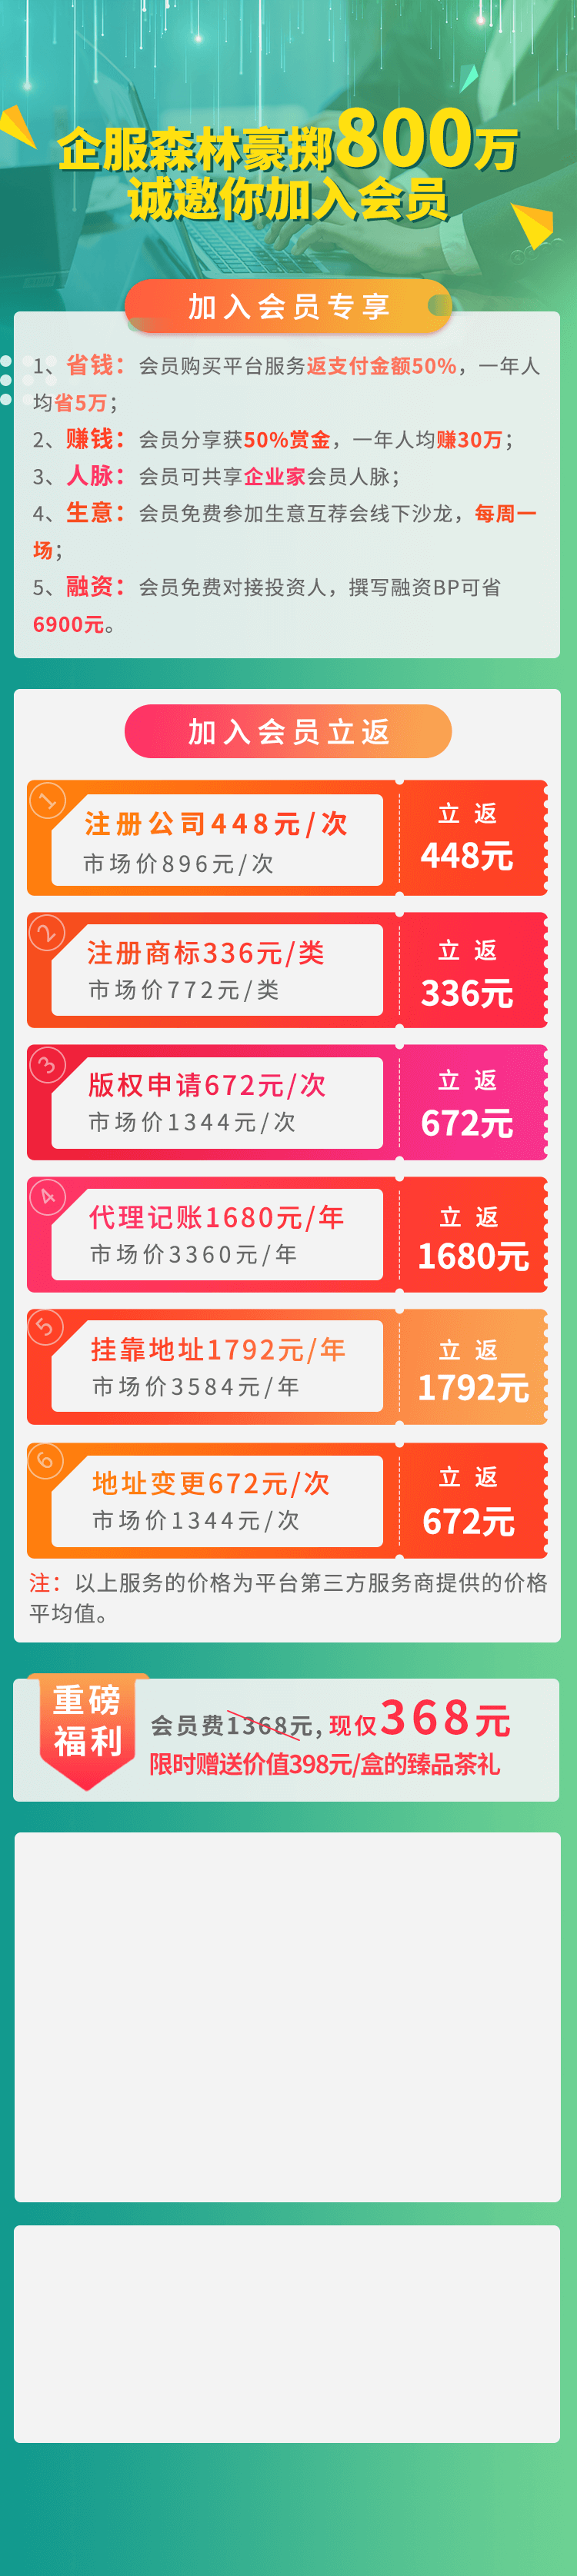 企服森林豪掷800万
诚邀你加入会员
加入会员专享
1、省钱：会员购买平台服务返支付金额50%，一年人
均省5万；
2、赚钱：会员分享获50%赏金，一年人均赚30万；
3、人脉：会员可共享企业家会员人脉；
4、生意：会员免费参加生意互荐会线下沙龙，每周一
场；
5、融资：会员免费对接投资人，撰写融资BP可省
6900元。
加入会员立返
1
注册公司448元/次
市场价896元/次
立 返
448元
2
注册商标336元/类
市场价772元/类
立 返
336元
3
版权申请672元/次
市场价1344元/次
立 返
672元
4
代理记账1680元/年
市场价3360元/年
立 返
1680元
5
挂靠地址1792元/年
市场价3584元/年
立 返
1792元
6
地址变更672元/次
市场价1344元/次
立 返
672元
注：以上服务的价格为平台第三方服务商提供的价格
平均值。
重磅
福利
会员费1368元，现仅368元
限时赠送价值398元/盒的臻品茶礼